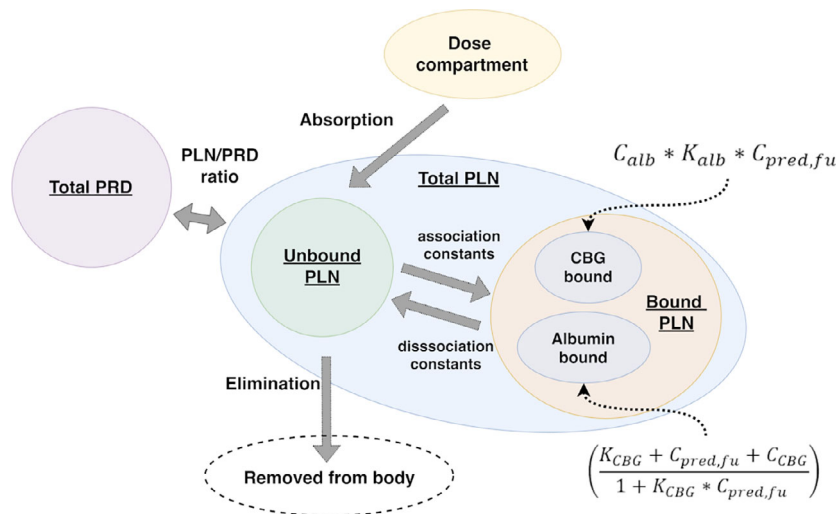 Dose
compartment
Absorption
PLN/PRD
ratio
Total PRD
Total PLN
C_{alb} * K_{alb} * C_{pred,fu}
Unbound
PLN
association
constants
CBG
bound
Bound
PLN
Albumin
bound
disssociation
constants
Elimination
Removed from body
(\frac{K_{CBG} + C_{pred,fu} + C_{CBG}}{1 + K_{CBG} * C_{pred,fu}})